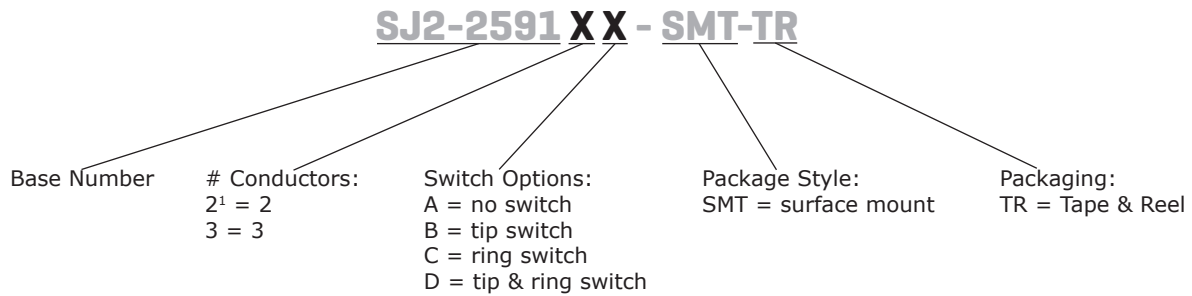 SJ2-2591 X X - SMT-TR
Base Number
# Conductors:
2¹ = 2
3 = 3
Switch Options:
A = no switch
B = tip switch
C = ring switch
D = tip & ring switch
Package Style:
SMT = surface mount
Packaging:
TR = Tape & Reel